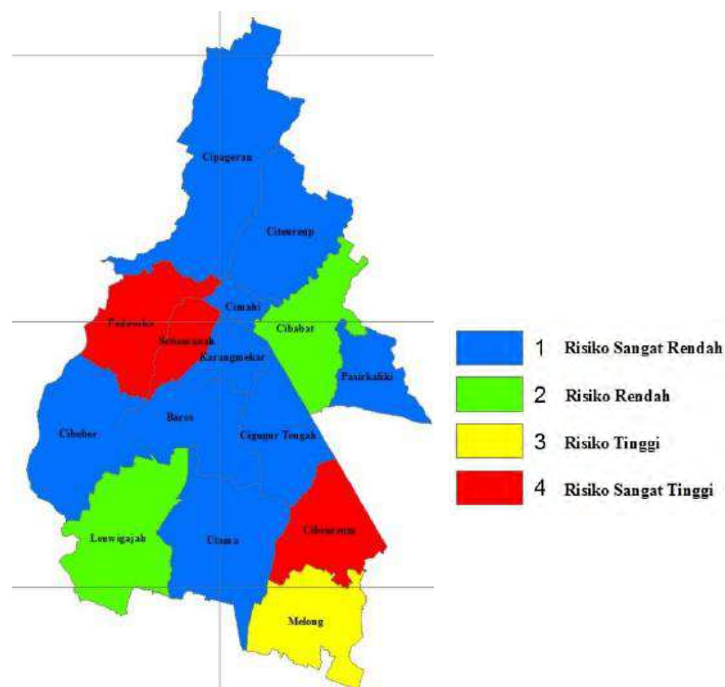 Cipageran
Citeureup
Cimahi
Cibabat
Padasuka
Setiamanah
Karangmekar
Pasirkaliki
Baros
Cibeber
Cigugur Tengah
Leuwigajah
Utama
Cibeureum
Melong
1 Risiko Sangat Rendah
2 Risiko Rendah
3 Risiko Tinggi
4 Risiko Sangat Tinggi